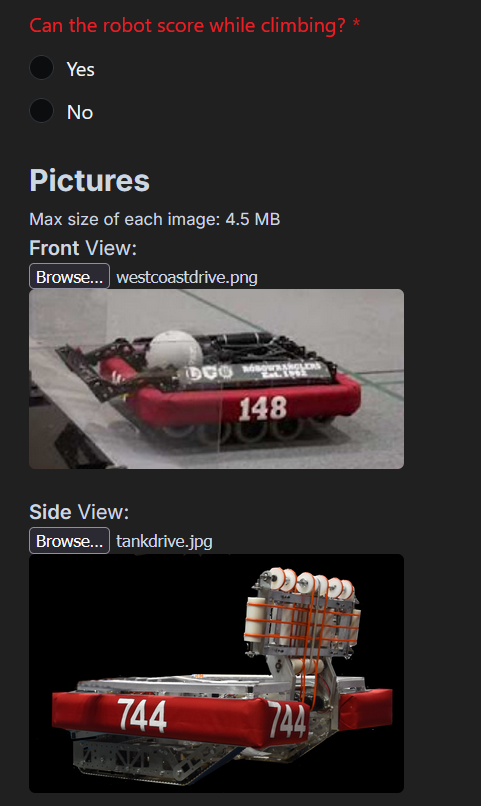 Can the robot score while climbing? *
Yes
No
Pictures
Max size of each image: 4.5 MB
Front View:
Browse... westcoastdrive.png
ROBOWRANGLERS
Est. 1992
148
Side View:
Browse... tankdrive.jpg
744
744